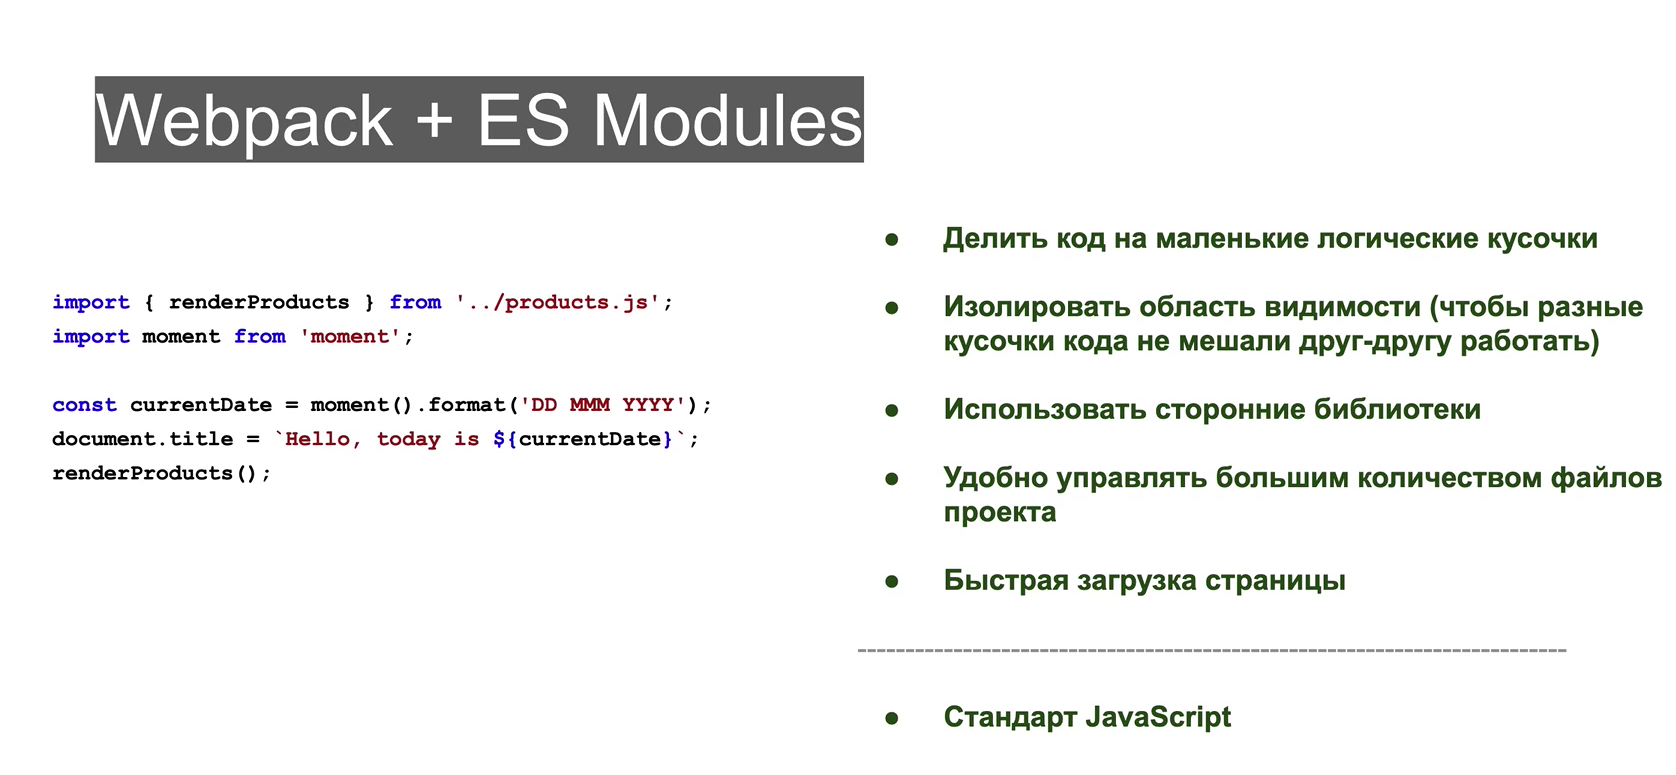 Webpack + ES Modules
import { renderProducts } from '../products.js';
import moment from 'moment';
const currentDate = moment().format('DD MMM YYYY');
document.title = `Hello, today is ${currentDate}`;
renderProducts();
● Делить код на маленькие логические кусочки
● Изолировать область видимости (чтобы разные
кусочки кода не мешали друг-другу работать)
● Использовать сторонние библиотеки
● Удобно управлять большим количеством файлов
проекта
● Быстрая загрузка страницы
● Стандарт JavaScript